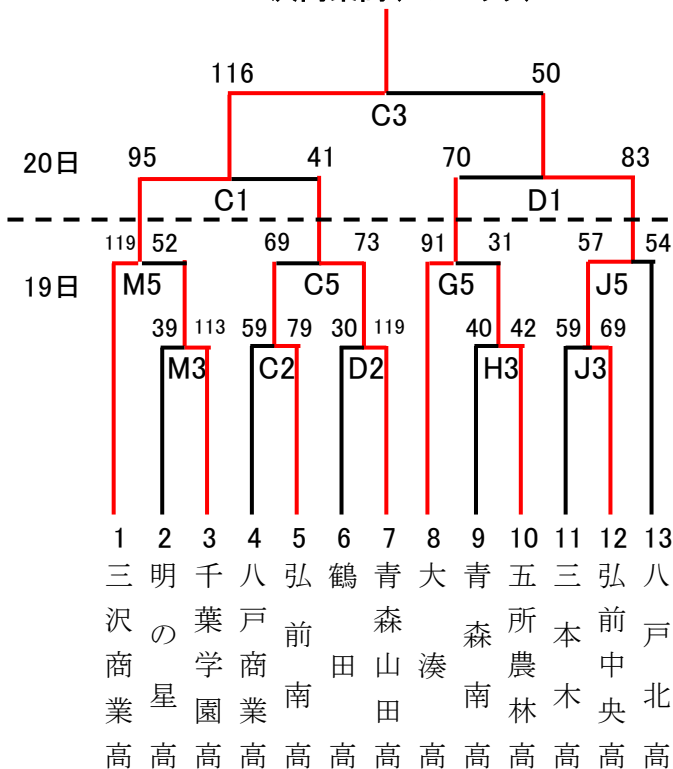 116 50
C3
20日 95 41 70 83
C1 D1
119 52 69 73 91 31 57 54
19日 M5 C5 G5 J5
39 113 59 79 30 119 40 42 59 69
M3 C2 D2 H3 J3
1 2 3 4 5 6 7 8 9 10 11 12 13
三沢商業高
明の星高
千葉学園高
八戸商業高
弘前南高
鶴田高
青森山田高
大湊高
青森南高
五所農林高
三本木高
弘前中央高
八戸北高